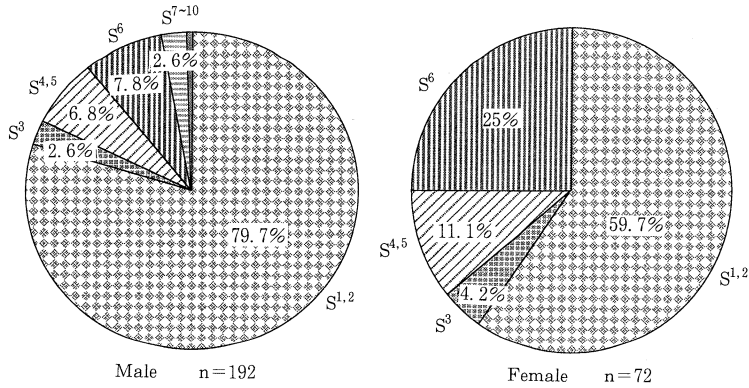 S7~10
S6
2.6%
7.8%
S4,5
6.8%
S3
2.6%
79.7%
S1,2
Male n=192
S6
25%
59.7%
11.1%
S4,5
S1,2
4.2%
S3
Female n=72